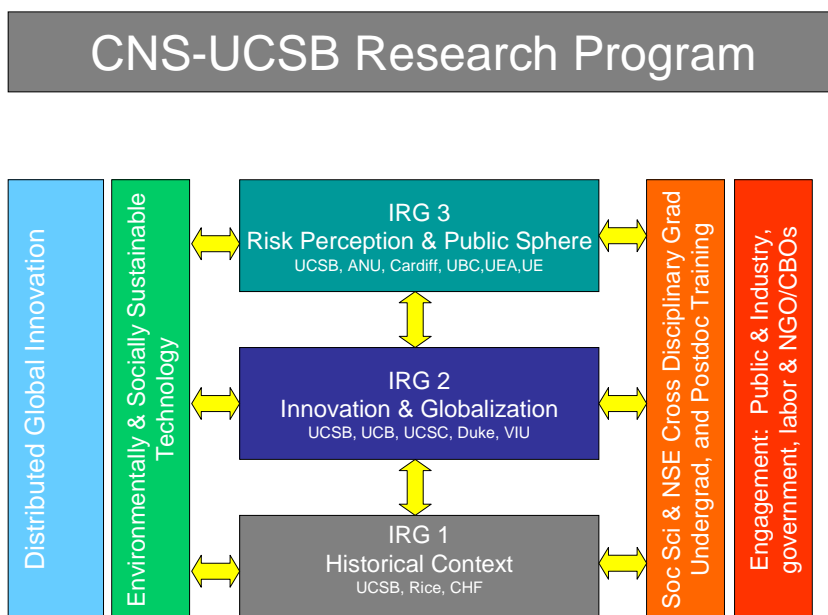 CNS-UCSB Research Program
Distributed Global Innovation
Environmentally & Socially Sustainable
Technology
IRG 3
Risk Perception & Public Sphere
UCSB, ANU, Cardiff, UBC,UEA,UE
IRG 2
Innovation & Globalization
UCSB, UCB, UCSC, Duke, VIU
IRG 1
Historical Context
UCSB, Rice, CHF
Soc Sci & NSE Cross Disciplinary Grad
Undergrad, and Postdoc Training
Engagement: Public & Industry,
government, labor & NGO/CBOs